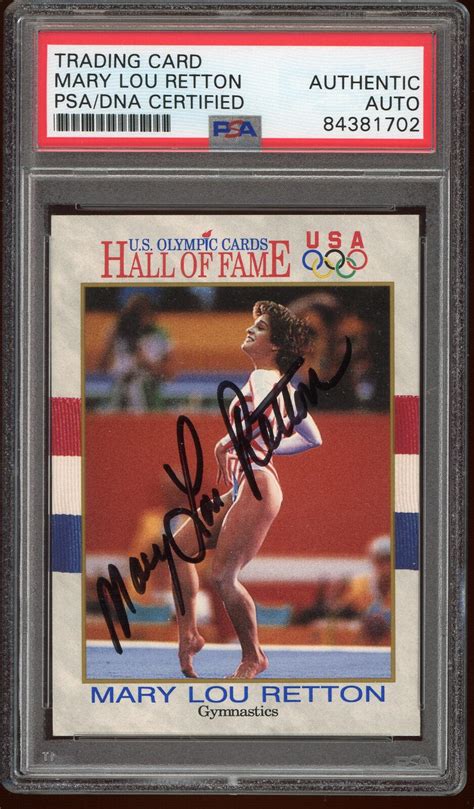 TRADING CARD
MARY LOU RETTON
PSA/DNA CERTIFIED
AUTHENTIC
AUTO
84381702
PSA
U.S. OLYMPIC CARDS
HALL OF FAME
USA
Mary Lou Retton
MARY LOU RETTON
Gymnastics
PSA